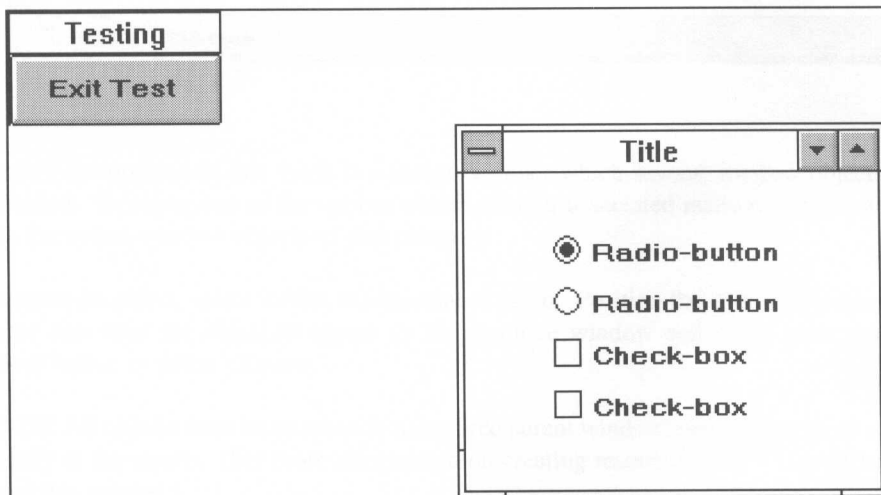 Testing
Exit Test
Title
Radio-button
Radio-button
Check-box
Check-box